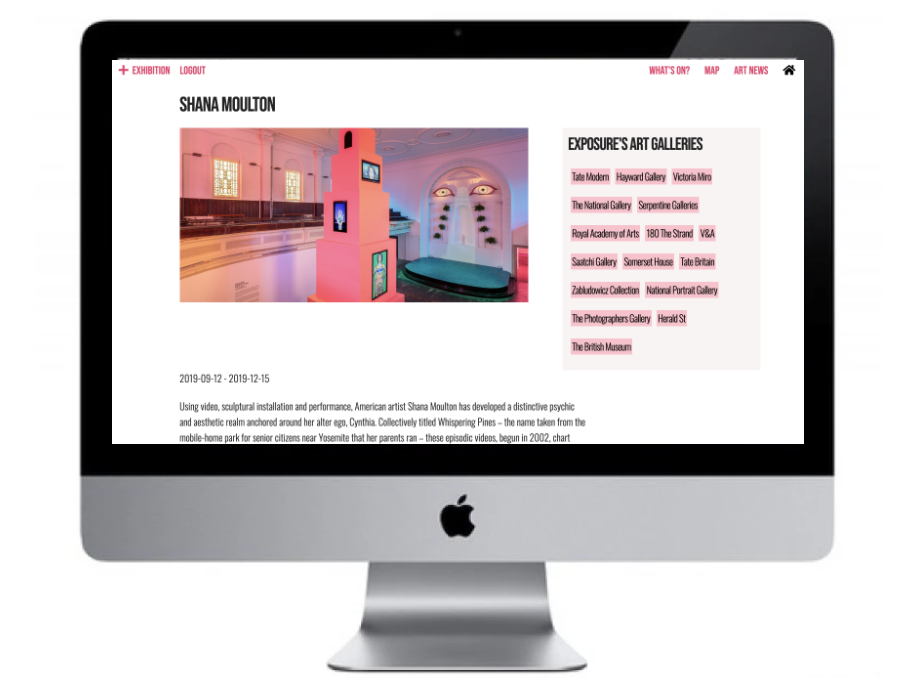 + EXHIBITION LOGOUT WHAT'S ON? MAP ART NEWS
SHANA MOULTON
EXPOSURE'S ART GALLERIES
Tate Modern Hayward Gallery Victoria Miro
The National Gallery Serpentine Galleries
Royal Academy of Arts 180 The Strand V&A
Saatchi Gallery Somerset House Tate Britain
Zabludowicz Collection National Portrait Gallery
The Photographers Gallery Herald St
The British Museum
2019-09-12 - 2019-12-15
Using video, sculptural installation and performance, American artist Shana Moulton has developed a distinctive psychic
and aesthetic realm anchored around her alter ego, Cynthia. Collectively titled Whispering Pines – the name taken from the
mobile-home park for senior citizens near Yosemite that her parents ran – these episodic videos, begun in 2002, chart